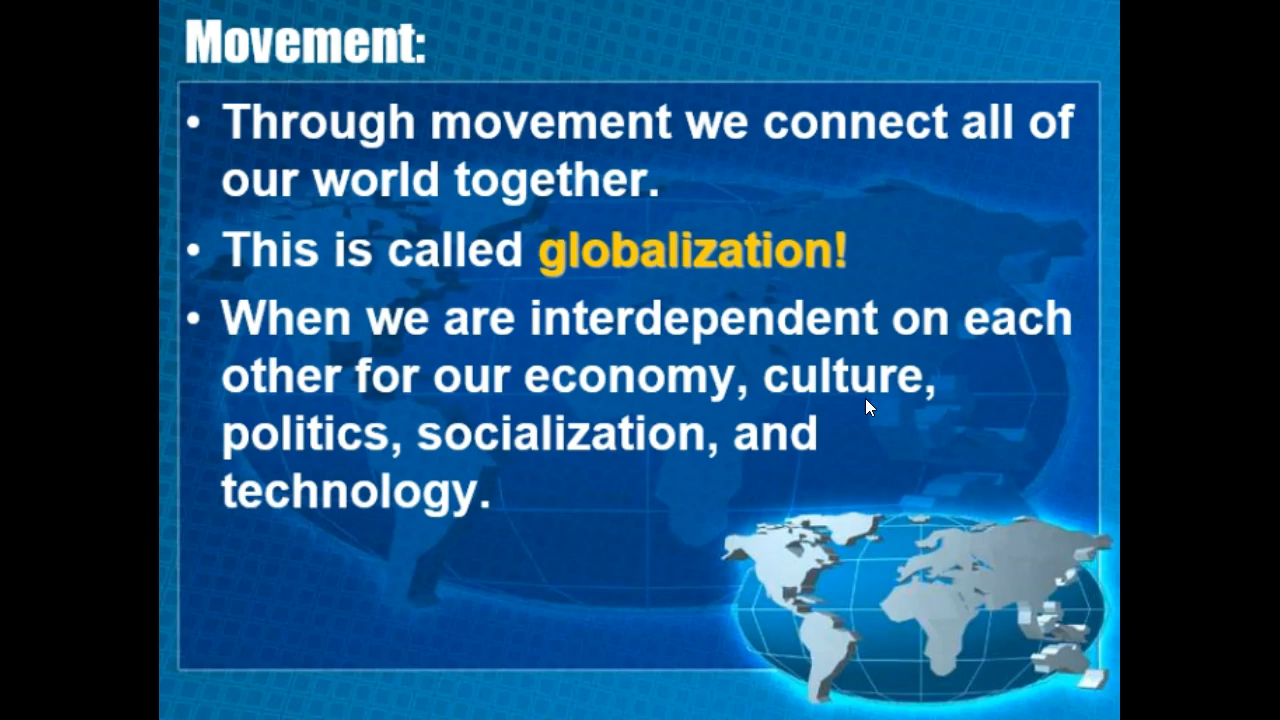 Movement:
• Through movement we connect all of
our world together.
• This is called globalization!
• When we are interdependent on each
other for our economy, culture,
politics, socialization, and
technology.